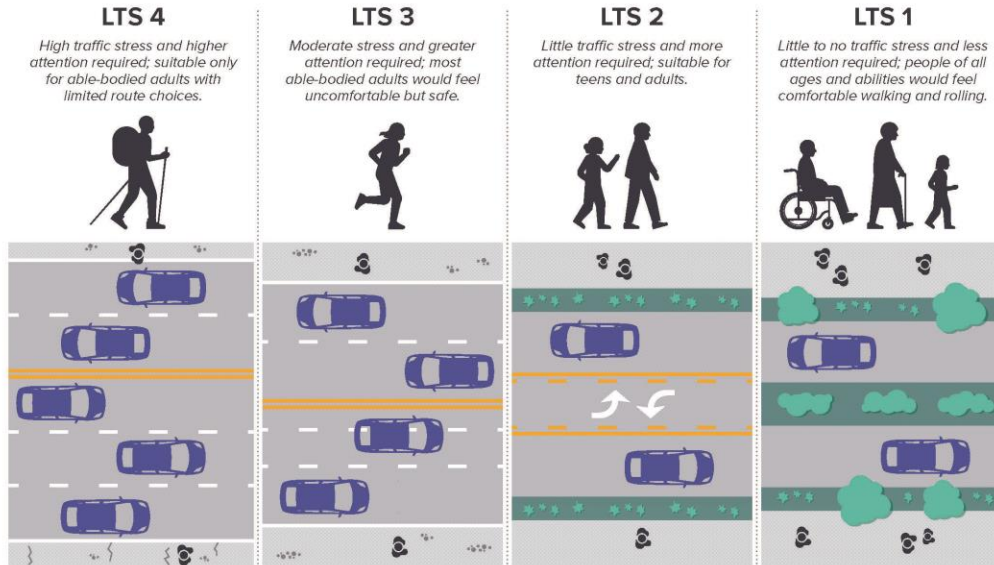 LTS 4
High traffic stress and higher
attention required; suitable only
for able-bodied adults with
limited route choices.
LTS 3
Moderate stress and greater
attention required; most
able-bodied adults would feel
uncomfortable but safe.
LTS 2
Little traffic stress and more
attention required; suitable for
teens and adults.
LTS 1
Little to no traffic stress and less
attention required; people of all
ages and abilities would feel
comfortable walking and rolling.